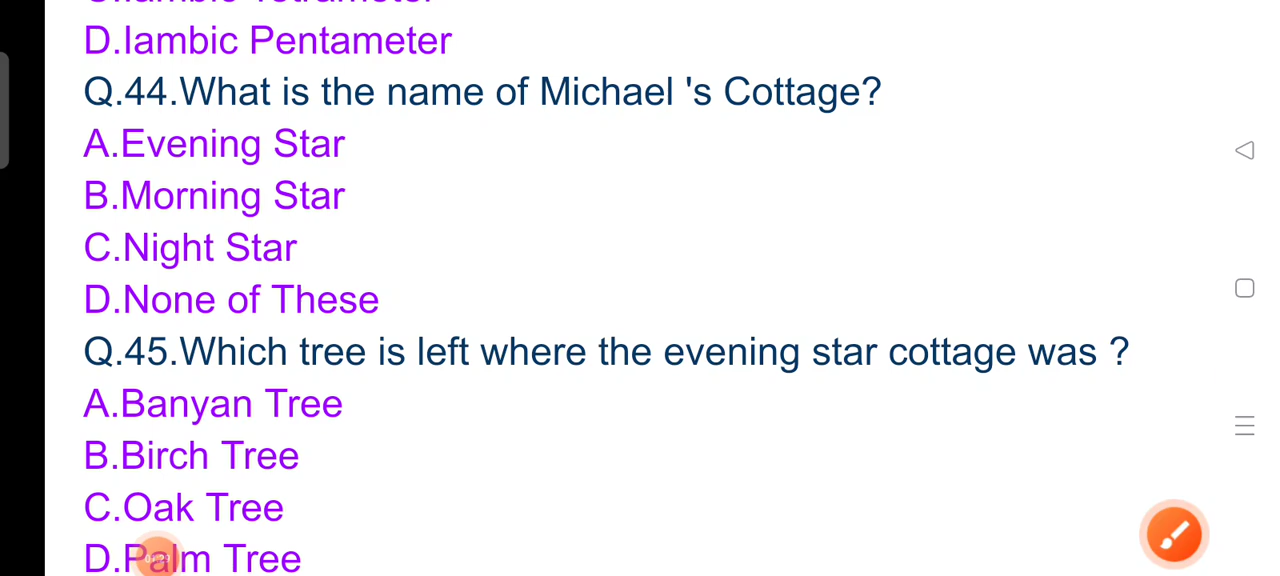 D.Iambic Pentameter
Q.44.What is the name of Michael 's Cottage?
A.Evening Star
B.Morning Star
C.Night Star
D.None of These
Q.45.Which tree is left where the evening star cottage was ?
A.Banyan Tree
B.Birch Tree
C.Oak Tree
D.Palm Tree